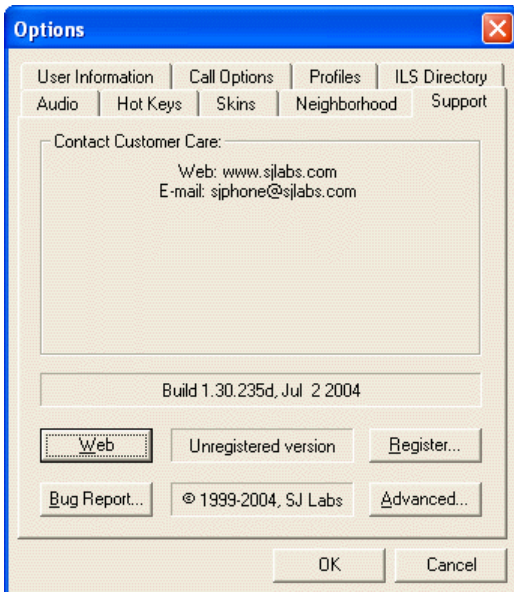 Options
User Information Call Options Profiles ILS Directory
Audio Hot Keys Skins Neighborhood Support
Contact Customer Care:
Web: www.sjlabs.com
E-mail: sjphone@sjlabs.com
Build 1.30.235d, Jul 2 2004
Web Unregistered version Register...
Bug Report... © 1999-2004, SJ Labs Advanced...
OK Cancel